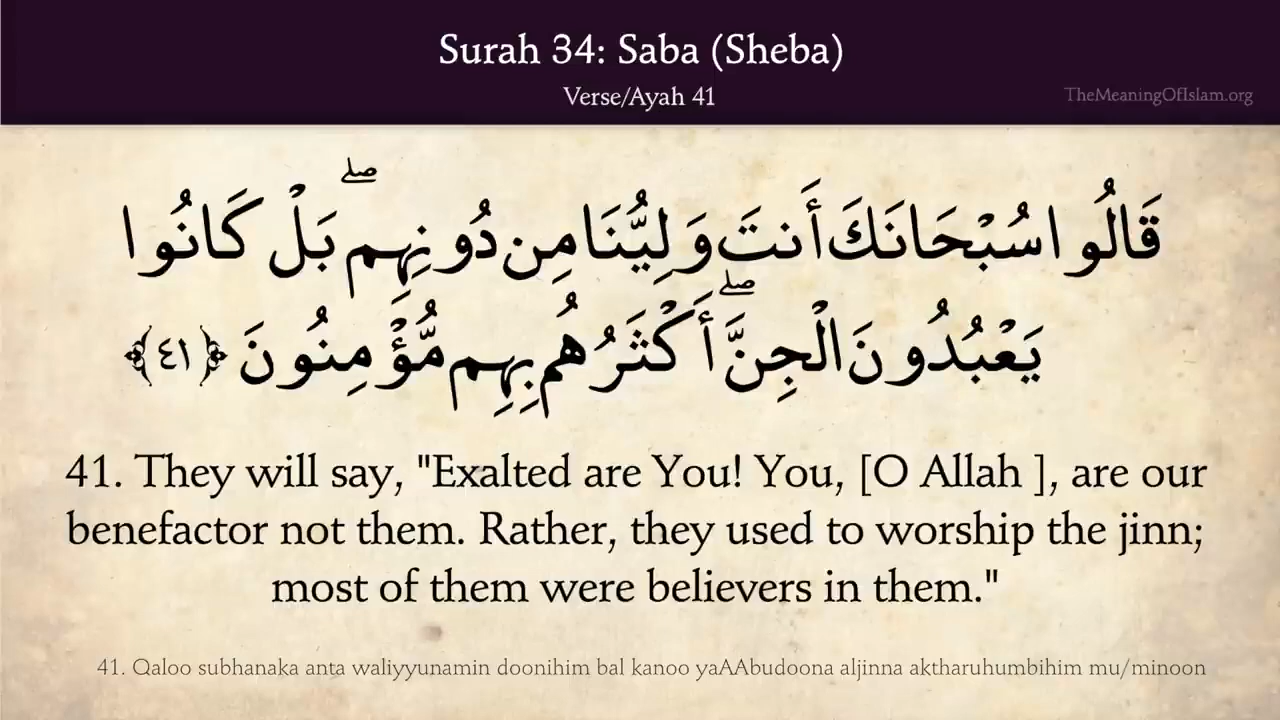 Surah 34: Saba (Sheba)
Verse/Ayah 41
TheMeaningOfIslam.org
قَالُوا سُبْحَانَكَ أَنتَ وَلِيُّنَا مِن دُونِهِم ۖ بَلْ كَانُوا
يَعْبُدُونَ الْجِنَّ ۖ أَكْثَرُهُم بِهِم مُّؤْمِنُونَ ﴿٤١﴾
41. They will say, "Exalted are You! You, [O Allah ], are our
benefactor not them. Rather, they used to worship the jinn;
most of them were believers in them."
41. Qaloo subhanaka anta waliyyunamin doonihim bal kanoo yaAAbudoona aljinna aktharuhumbihim mu/minoon